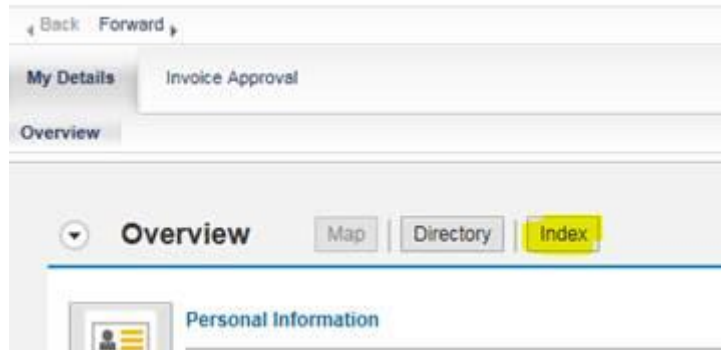 Back Forward
My Details Invoice Approval
Overview
Overview Map Directory Index
Personal Information